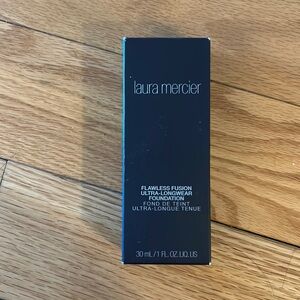 laura mercier
FLAWLESS FUSION
ULTRA-LONGWEAR
FOUNDATION
FOND DE TEINT
ULTRA-LONGUE TENUE
30 mL / 1 FL. OZ. LIQ. US